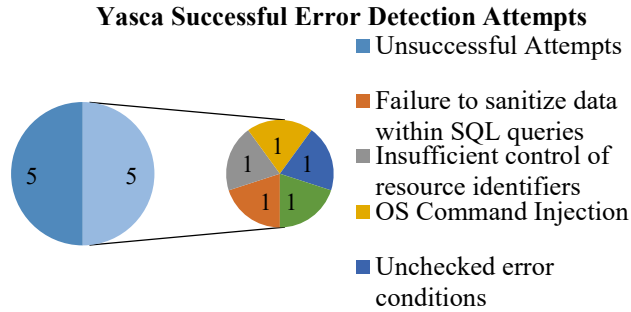 Yasca Successful Error Detection Attempts
Unsuccessful Attempts
Failure to sanitize data
within SQL queries
Insufficient control of
resource identifiers
OS Command Injection
Unchecked error
conditions
5 5
1
1 1
1 1